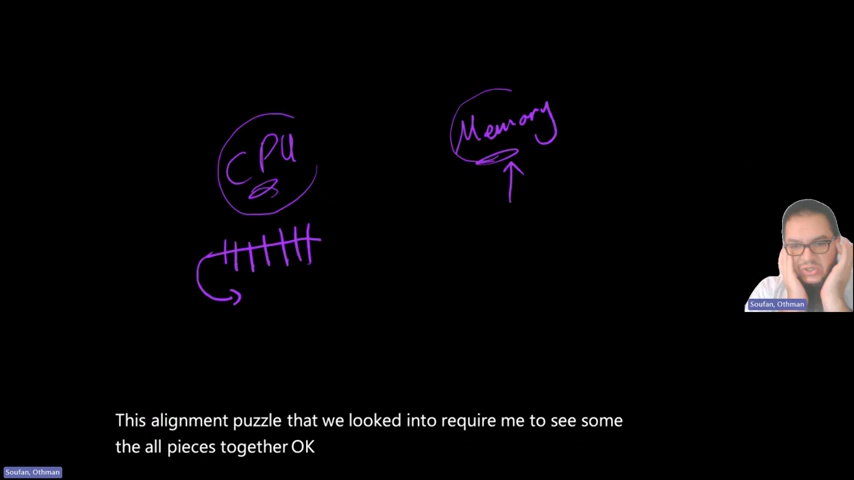 CPU
Memory
Soufan, Othman
This alignment puzzle that we looked into require me to see some
the all pieces together OK
Soufan, Othman